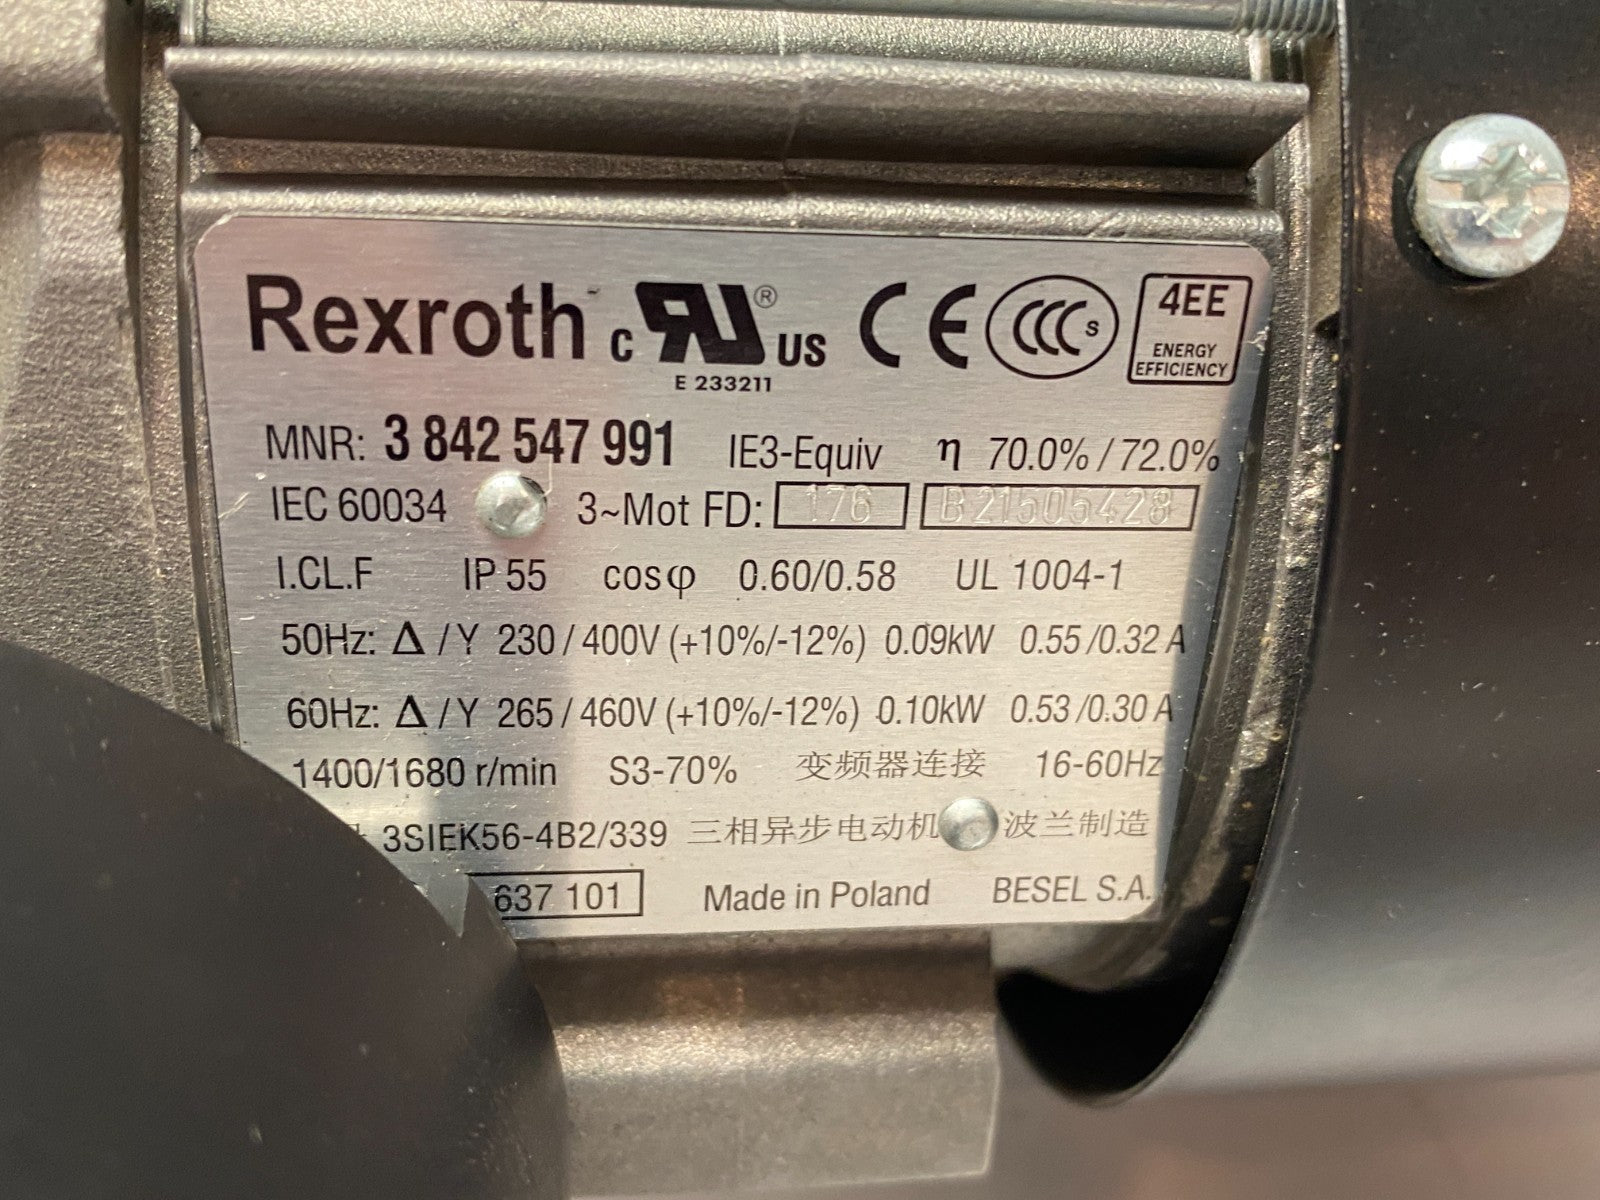 Rexroth c RU® US CE CCC S 4EE
ENERGY
EFFICIENCY
E 233211
MNR: 3 842 547 991 IE3-Equiv η 70.0% / 72.0%
IEC 60034 3~Mot FD: 176 B21505428
I.CL.F IP 55 cosφ 0.60/0.58 UL 1004-1
50Hz: Δ / Y 230 / 400V (+10%/-12%) 0.09kW 0.55 /0.32 A
60Hz: Δ / Y 265 / 460V (+10%/-12%) 0.10kW 0.53 /0.30 A
1400/1680 r/min S3-70% 变频器连接 16-60Hz
3SIEK56-4B2/339 三相异步电动机 波兰制造
637 101 Made in Poland BESEL S.A.